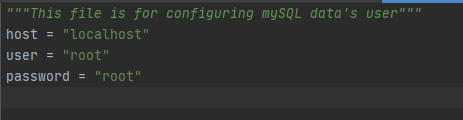 """This file is for configuring mySQL data's user"""
host = "localhost"
user = "root"
password = "root"